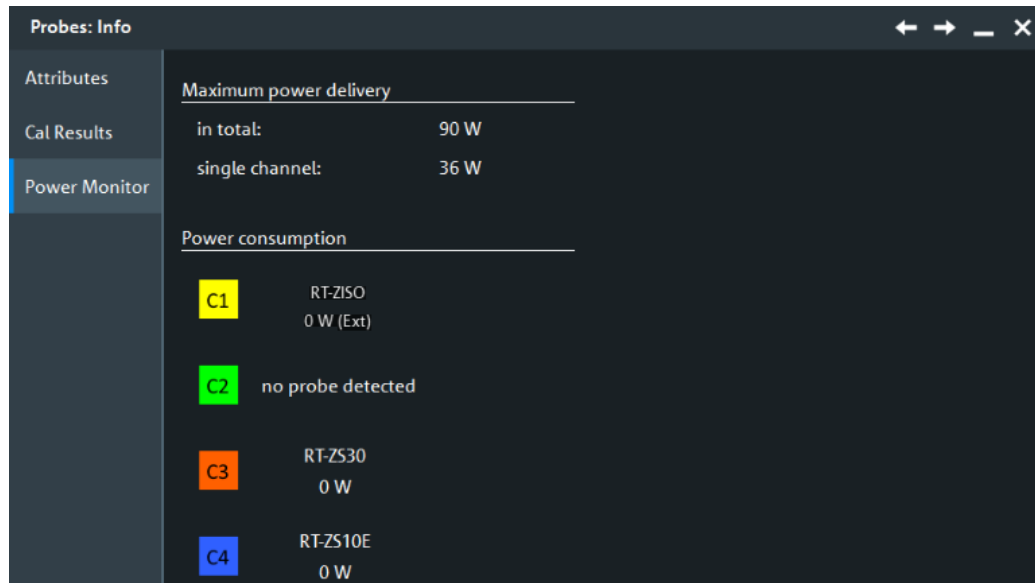 Probes: Info
Attributes
Cal Results
Power Monitor
Maximum power delivery
in total: 90 W
single channel: 36 W
Power consumption
C1 RT-ZISO
0 W (Ext)
C2 no probe detected
C3 RT-ZS30
0 W
C4 RT-ZS10E
0 W